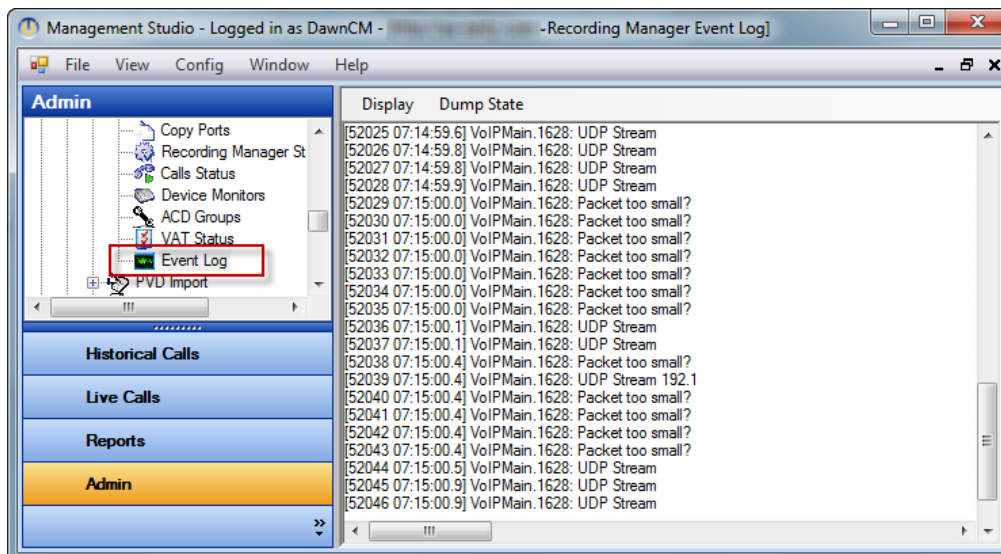 Management Studio - Logged in as DawnCM - -Recording Manager Event Log]
File View Config Window Help
Admin
Copy Ports
Recording Manager St
Calls Status
Device Monitors
ACD Groups
VAT Status
Event Log
PVD Import
Historical Calls
Live Calls
Reports
Admin
Display Dump State
[52025 07:14:59.6] VoIPMain.1628: UDP Stream
[52026 07:14:59.8] VoIPMain.1628: UDP Stream
[52027 07:14:59.8] VoIPMain.1628: UDP Stream
[52028 07:14:59.9] VoIPMain.1628: UDP Stream
[52029 07:15:00.0] VoIPMain.1628: Packet too small?
[52030 07:15:00.0] VoIPMain.1628: Packet too small?
[52031 07:15:00.0] VoIPMain.1628: Packet too small?
[52032 07:15:00.0] VoIPMain.1628: Packet too small?
[52033 07:15:00.0] VoIPMain.1628: Packet too small?
[52034 07:15:00.0] VoIPMain.1628: Packet too small?
[52035 07:15:00.0] VoIPMain.1628: Packet too small?
[52036 07:15:00.1] VoIPMain.1628: UDP Stream
[52037 07:15:00.1] VoIPMain.1628: UDP Stream
[52038 07:15:00.4] VoIPMain.1628: Packet too small?
[52039 07:15:00.4] VoIPMain.1628: UDP Stream 192.1
[52040 07:15:00.4] VoIPMain.1628: Packet too small?
[52041 07:15:00.4] VoIPMain.1628: Packet too small?
[52042 07:15:00.4] VoIPMain.1628: Packet too small?
[52043 07:15:00.4] VoIPMain.1628: Packet too small?
[52044 07:15:00.5] VoIPMain.1628: UDP Stream
[52045 07:15:00.9] VoIPMain.1628: UDP Stream
[52046 07:15:00.9] VoIPMain.1628: UDP Stream